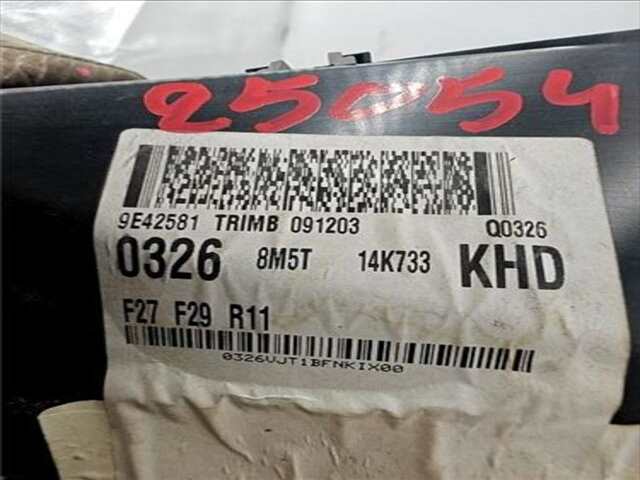 25054
9E42581 TRIMB 091203 Q0326
0326 8M5T 14K733 KHD
F27 F29 R11
0326VJT1BFNKIX00